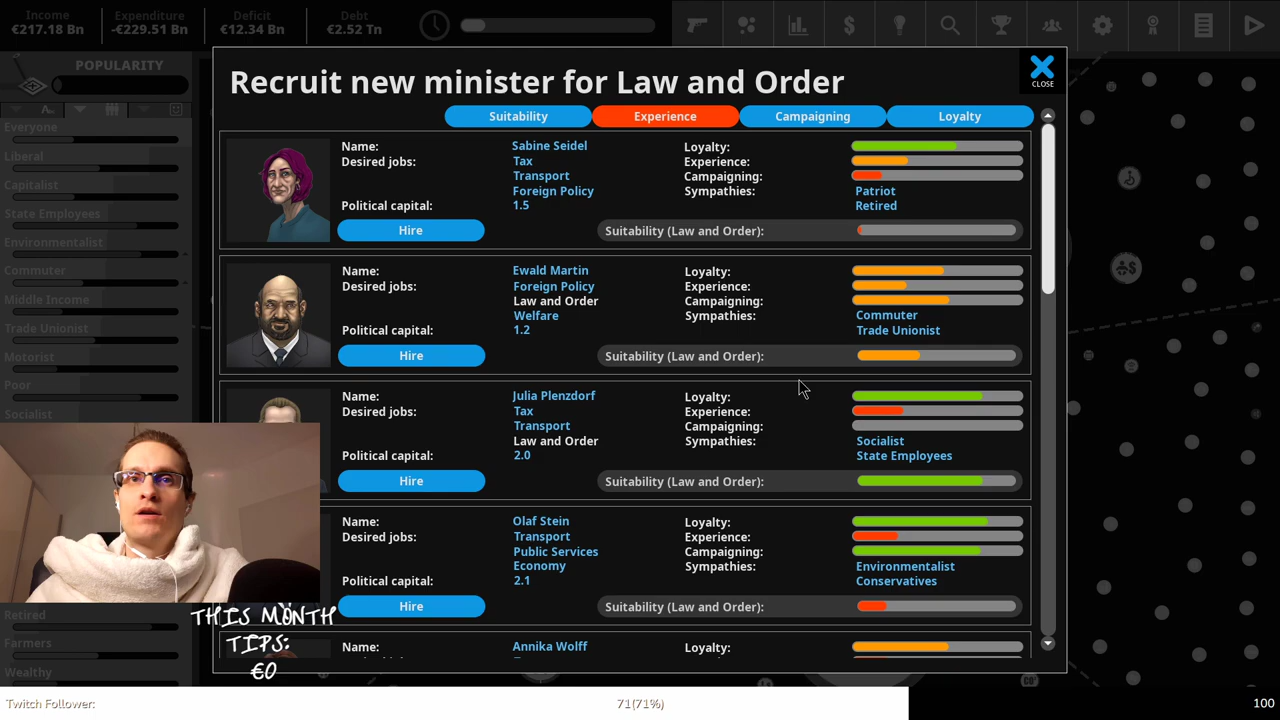 Income
Expenditure
Deficit
Debt
€217.18 Bn
-€229.51 Bn
€12.34 Bn
€2.52 Tn
POPULARITY
Everyone
Liberal
Capitalist
State Employees
Environmentalist
Commuter
Middle Income
Trade Unionist
Motorist
Poor
Socialist
Retired
Farmers
Wealthy
Recruit new minister for Law and Order
CLOSE
Suitability
Experience
Campaigning
Loyalty
Name: Sabine Seidel
Desired jobs: Tax
Transport
Foreign Policy
Political capital: 1.5
Loyalty:
Experience:
Campaigning:
Sympathies: Patriot
Retired
Hire
Suitability (Law and Order):
Name: Ewald Martin
Desired jobs: Foreign Policy
Law and Order
Welfare
Political capital: 1.2
Loyalty:
Experience:
Campaigning:
Sympathies: Commuter
Trade Unionist
Hire
Suitability (Law and Order):
Name: Julia Plenzdorf
Desired jobs: Tax
Transport
Law and Order
Political capital: 2.0
Loyalty:
Experience:
Campaigning:
Sympathies: Socialist
State Employees
Hire
Suitability (Law and Order):
Name: Olaf Stein
Desired jobs: Transport
Public Services
Economy
Political capital: 2.1
Loyalty:
Experience:
Campaigning:
Sympathies: Environmentalist
Conservatives
Hire
Suitability (Law and Order):
Name: Annika Wolff
Loyalty:
THIS MONTH
TIPS:
€0
Twitch Follower:
71(71%)
100